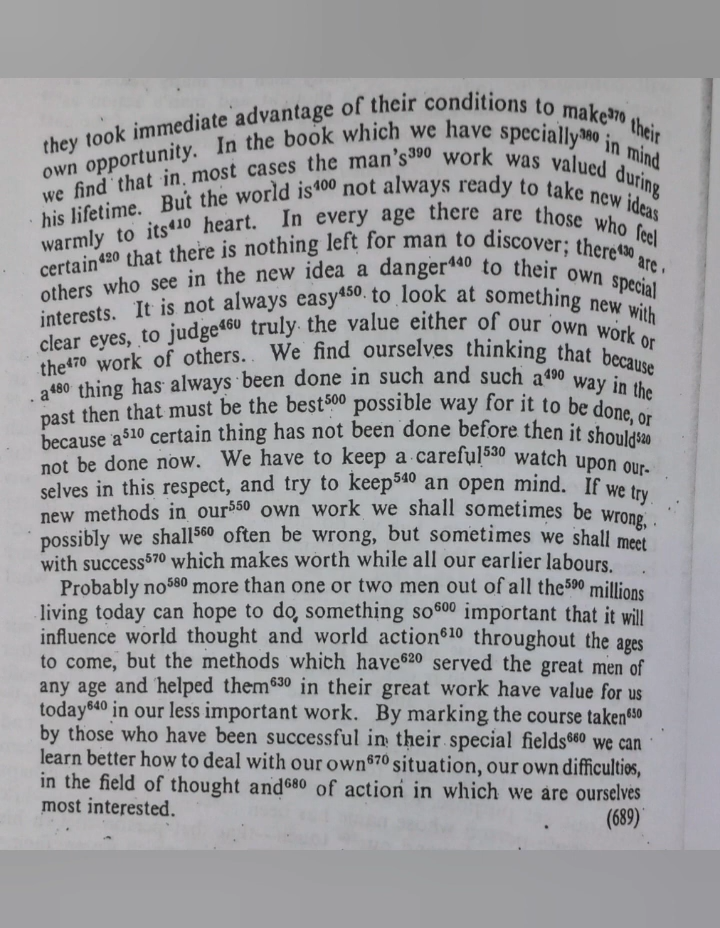 they took immediate advantage of their conditions to make³⁷⁰ their
own opportunity. In the book which we have specially³⁸⁰ in mind
we find that in most cases the man's³⁹⁰ work was valued during
his lifetime. But the world is⁴⁰⁰ not always ready to take new ideas
warmly to its⁴¹⁰ heart. In every age there are those who feel
certain⁴²⁰ that there is nothing left for man to discover; there⁴³⁰ are
others who see in the new idea a danger⁴⁴⁰ to their own special
interests. It is not always easy⁴⁵⁰ to look at something new with
clear eyes, to judge⁴⁶⁰ truly the value either of our own work or
the⁴⁷⁰ work of others. We find ourselves thinking that because
a⁴⁸⁰ thing has always been done in such and such a⁴⁹⁰ way in the
past then that must be the best⁵⁰⁰ possible way for it to be done, or
because a⁵¹⁰ certain thing has not been done before then it should⁵²⁰
not be done now. We have to keep a careful⁵³⁰ watch upon our-
selves in this respect, and try to keep⁵⁴⁰ an open mind. If we try
new methods in our⁵⁵⁰ own work we shall sometimes be wrong,
possibly we shall⁵⁶⁰ often be wrong, but sometimes we shall meet
with success⁵⁷⁰ which makes worth while all our earlier labours.
Probably no⁵⁸⁰ more than one or two men out of all the⁵⁹⁰ millions
living today can hope to do something so⁶⁰⁰ important that it will
influence world thought and world action⁶¹⁰ throughout the ages
to come, but the methods which have⁶²⁰ served the great men of
any age and helped them⁶³⁰ in their great work have value for us
today⁶⁴⁰ in our less important work. By marking the course taken⁶⁵⁰
by those who have been successful in their special fields⁶⁶⁰ we can
learn better how to deal with our own⁶⁷⁰ situation, our own difficulties,
in the field of thought and⁶⁸⁰ of action in which we are ourselves
most interested. (689)